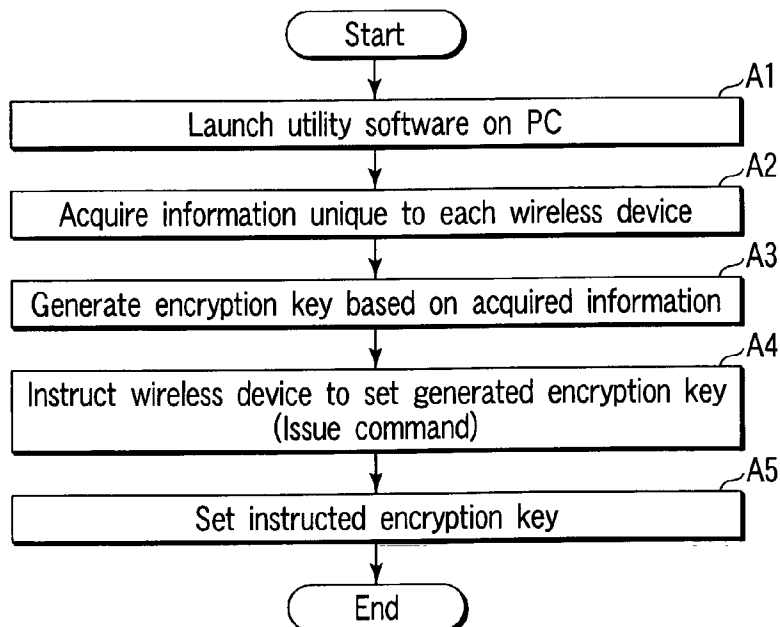 Start
A1
Launch utility software on PC
A2
Acquire information unique to each wireless device
A3
Generate encryption key based on acquired information
A4
Instruct wireless device to set generated encryption key
(Issue command)
A5
Set instructed encryption key
End